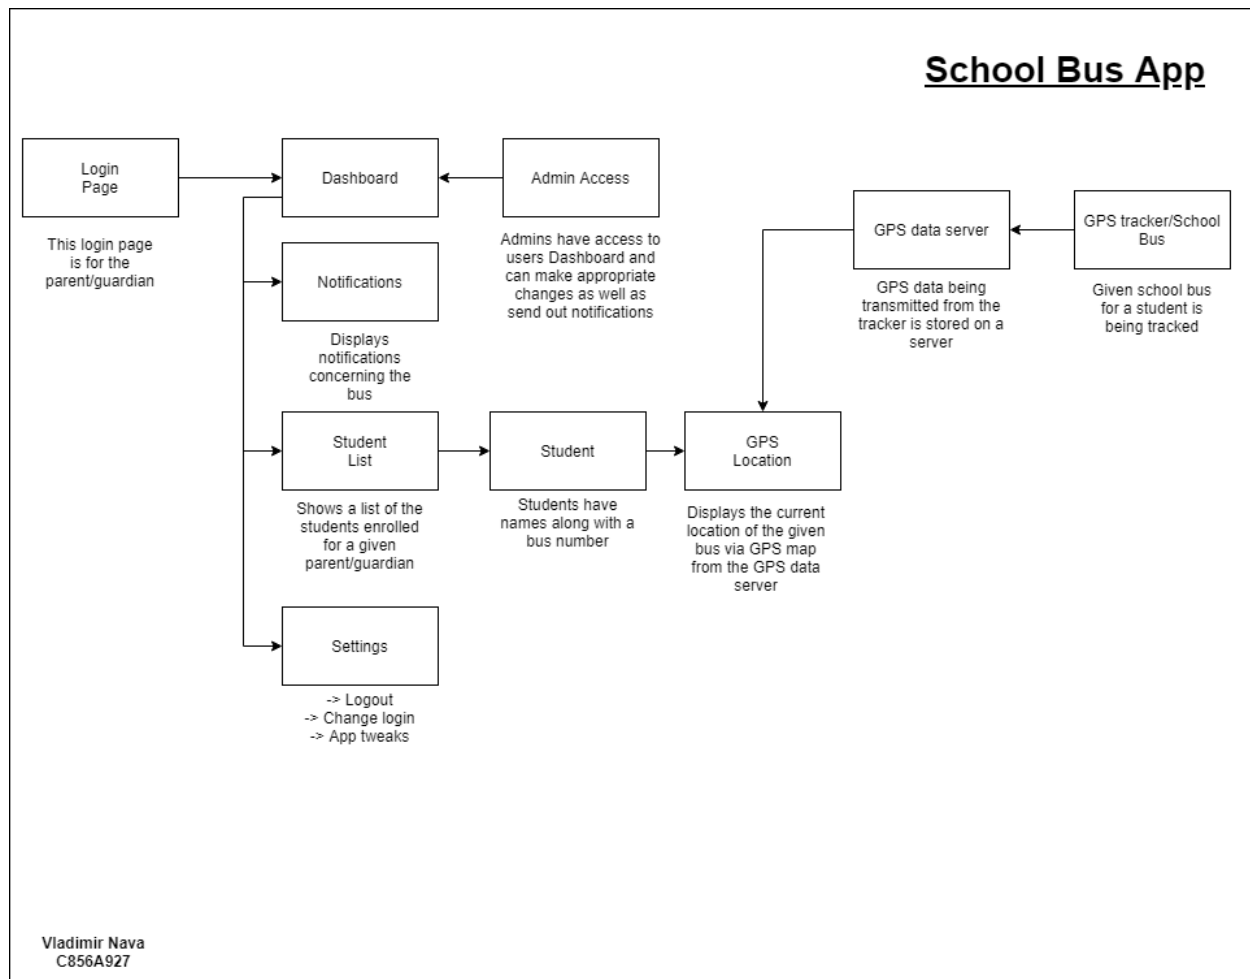 School Bus App
Login
Page
Dashboard
Admin Access
GPS data server
GPS tracker/School
Bus
This login page
is for the
parent/guardian
Admins have access to
users Dashboard and
can make appropriate
changes as well as
send out notifications
GPS data being
transmitted from the
tracker is stored on a
server
Given school bus
for a student is
being tracked
Notifications
Displays
notifications
concerning the
bus
Student
List
Student
GPS
Location
Shows a list of the
students enrolled
for a given
parent/guardian
Students have
names along with a
bus number
Displays the current
location of the given
bus via GPS map
from the GPS data
server
Settings
-> Logout
-> Change login
-> App tweaks
Vladimir Nava
C856A927